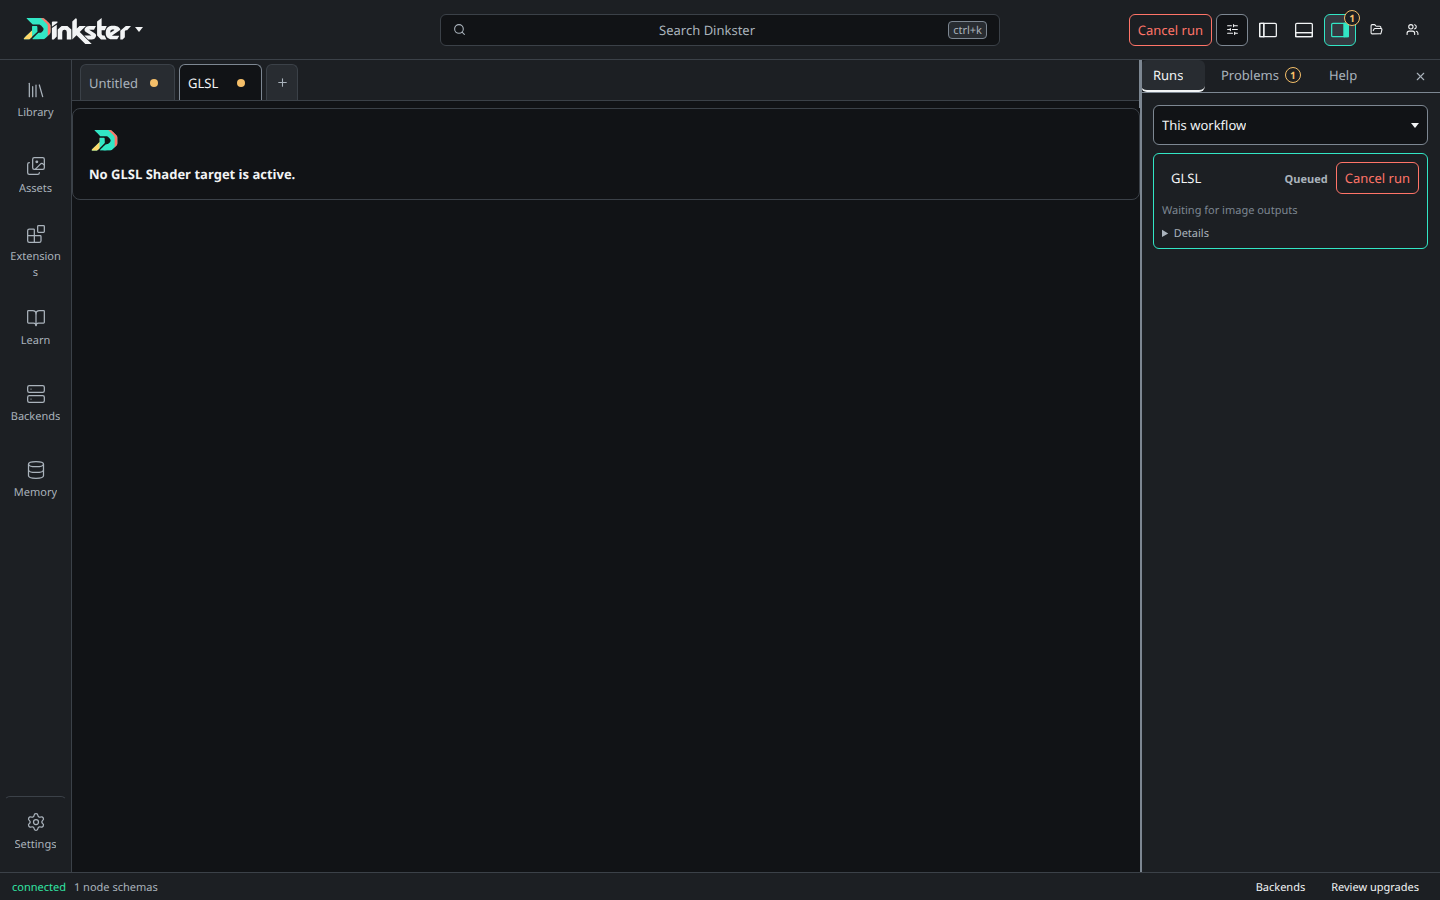 Dinkster
Search Dinkster
ctrl+k
Cancel run
1
Library
Assets
Extension
s
Learn
Backends
Memory
Settings
Untitled
GLSL
+
No GLSL Shader target is active.
Runs
Problems 1
Help
This workflow
GLSL
Queued
Cancel run
Waiting for image outputs
Details
connected
1 node schemas
Backends
Review upgrades